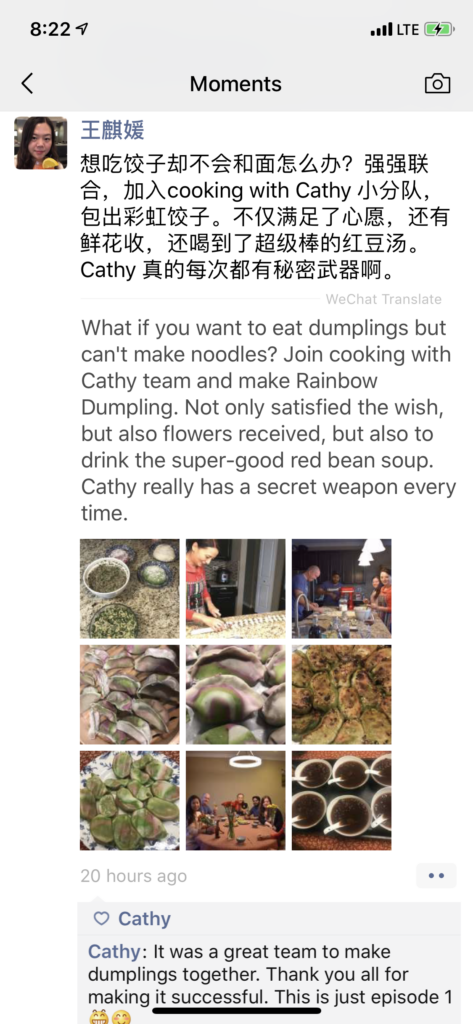 8:22
LTE
Moments
王麒媛
想吃饺子却不会和面怎么办？强强联
合，加入cooking with Cathy 小分队，
包出彩虹饺子。不仅满足了心愿，还有
鲜花收，还喝到了超级棒的红豆汤。
Cathy 真的每次都有秘密武器啊。
WeChat Translate
What if you want to eat dumplings but
can't make noodles? Join cooking with
Cathy team and make Rainbow
Dumpling. Not only satisfied the wish,
but also flowers received, but also to
drink the super-good red bean soup.
Cathy really has a secret weapon every
time.
20 hours ago
Cathy
Cathy: It was a great team to make
dumplings together. Thank you all for
making it successful. This is just episode 1